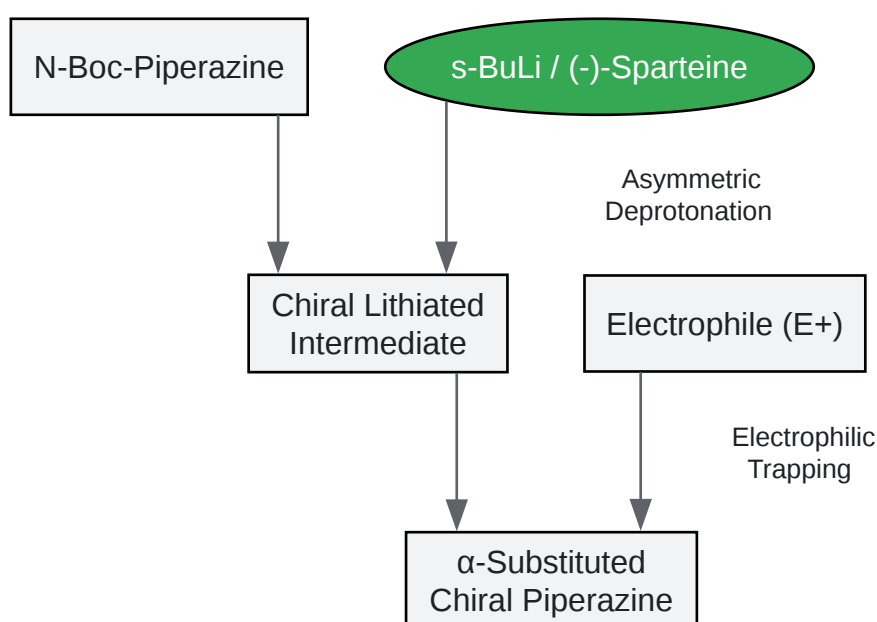 N-Boc-Piperazine
s-BuLi / (-)-Sparteine
Asymmetric
Deprotonation
Chiral Lithiated
Intermediate
Electrophile (E+)
Electrophilic
Trapping
α-Substituted
Chiral Piperazine